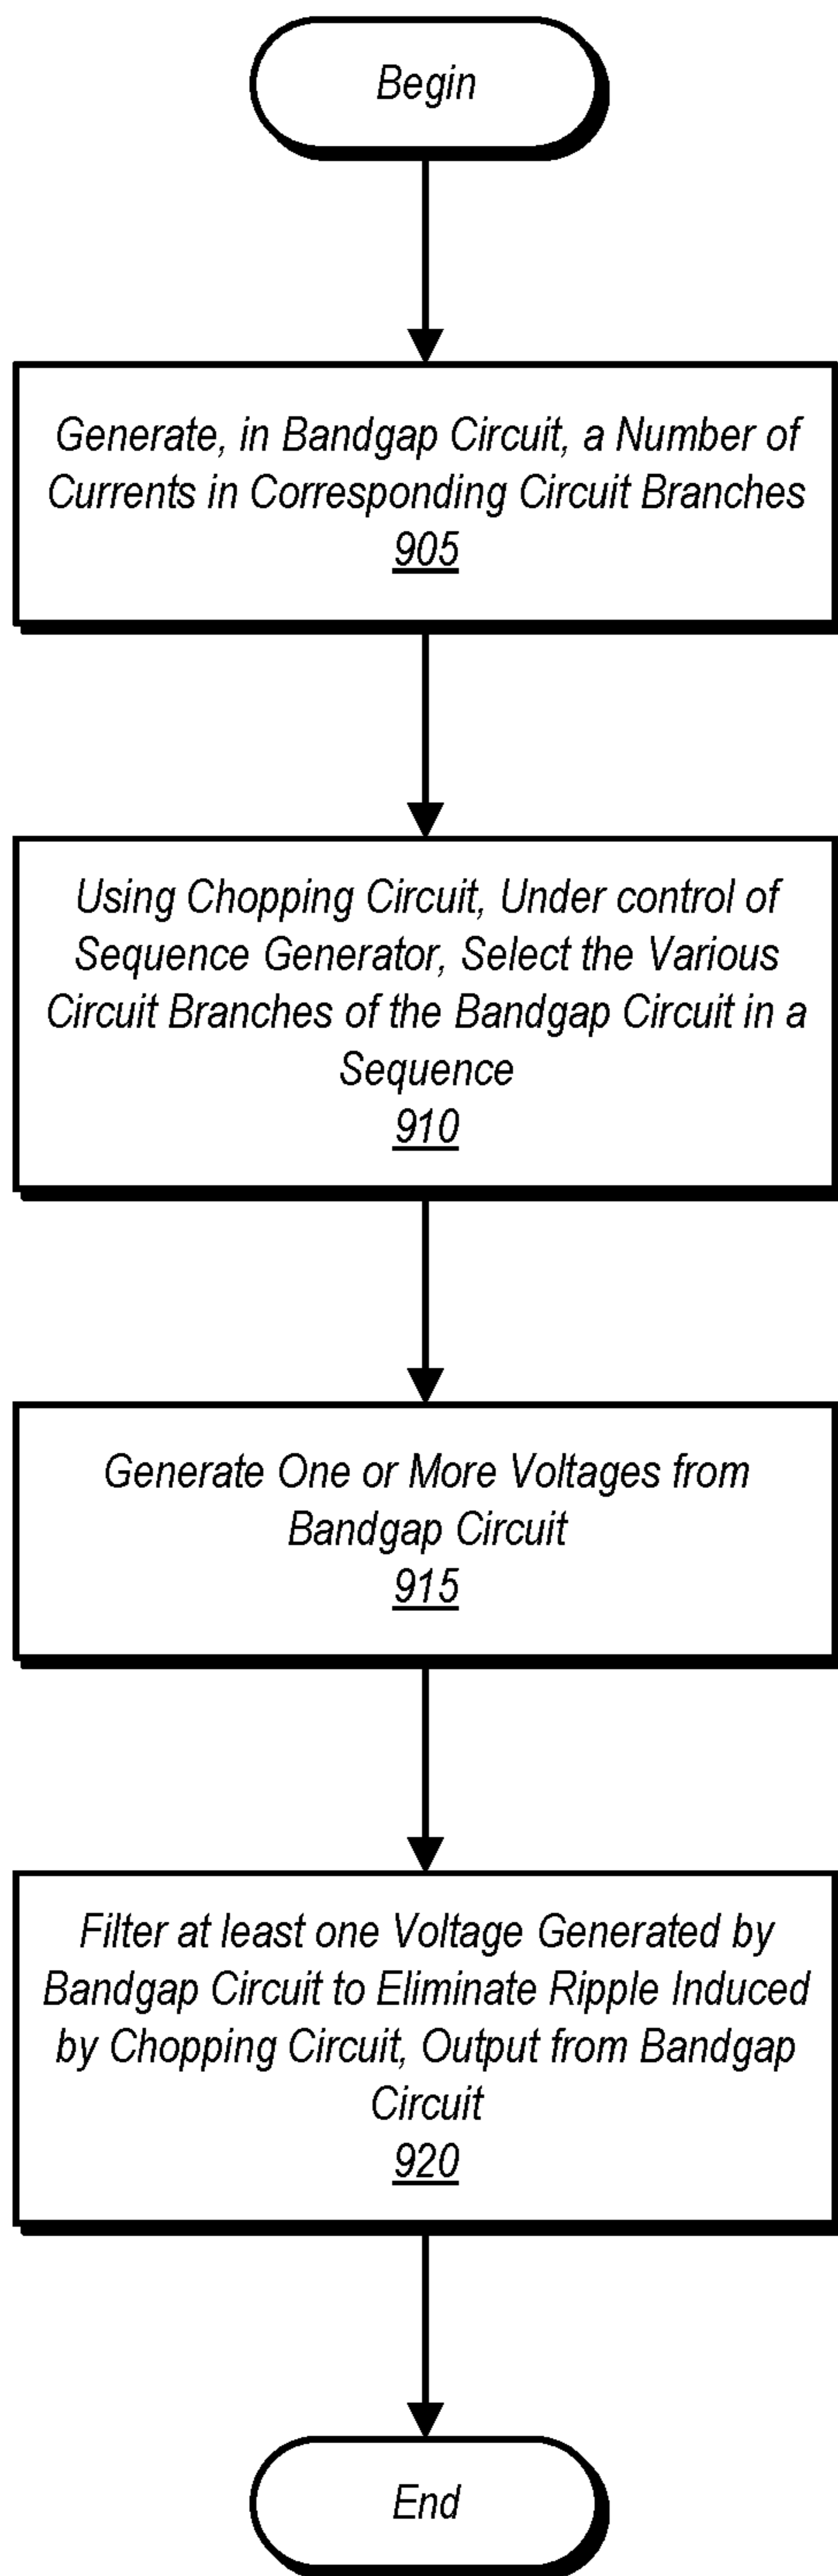 Begin
Generate, in Bandgap Circuit, a Number of
Currents in Corresponding Circuit Branches
905
Using Chopping Circuit, Under control of
Sequence Generator, Select the Various
Circuit Branches of the Bandgap Circuit in a
Sequence
910
Generate One or More Voltages from
Bandgap Circuit
915
Filter at least one Voltage Generated by
Bandgap Circuit to Eliminate Ripple Induced
by Chopping Circuit, Output from Bandgap
Circuit
920
End